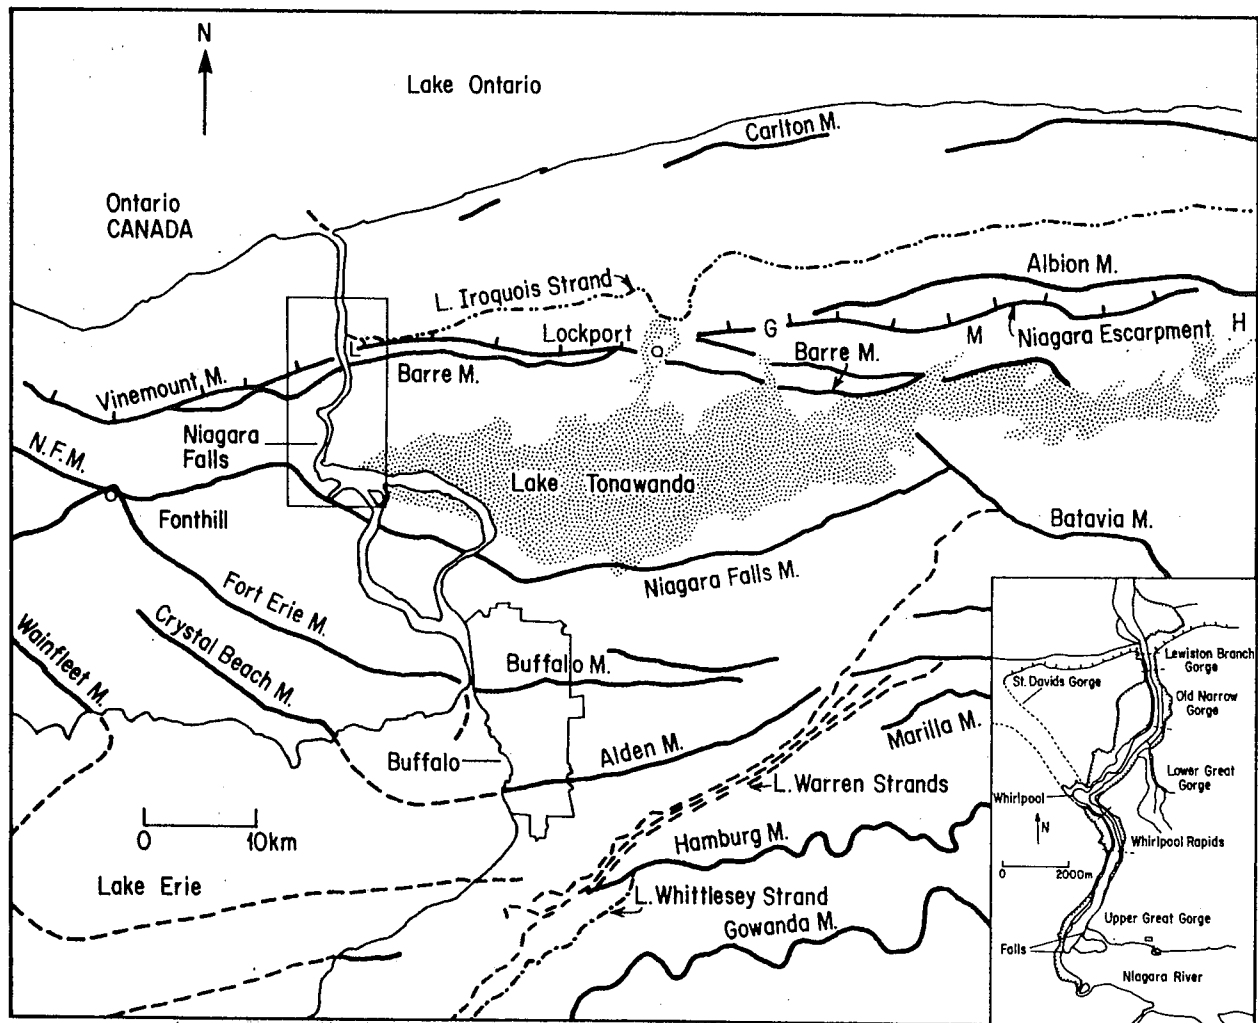 N
Lake Ontario
Carlton M.
Ontario
CANADA
L. Iroquois Strand
Albion M.
Lockport
G
M
Niagara Escarpment
H
L
Barre M.
Barre M.
Vinemount M.
Niagara
Falls
N.F.M.
Lake Tonawanda
Fonthill
Batavia M.
Niagara Falls M.
Fort Erie M.
Crystal Beach M.
Wainfleet M.
Buffalo M.
Marilla M.
Alden M.
Buffalo
L. Warren Strands
0 10km
Hamburg M.
Lake Erie
L. Whittlesey Strand
Gowanda M.
Lewiston Branch
Gorge
St. Davids Gorge
Old Narrow
Gorge
Lower Great
Gorge
Whirlpool
N
Whirlpool Rapids
0 2000m
Upper Great Gorge
Falls
Niagara River